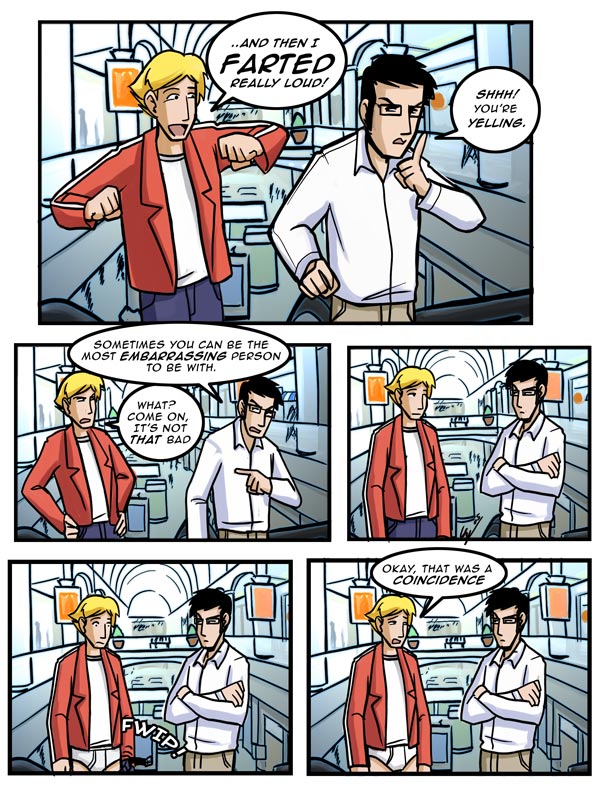 ..AND THEN I
FARTED
REALLY LOUD!
SHHH!
YOU'RE
YELLING.
SOMETIMES YOU CAN BE THE
MOST EMBARRASSING PERSON
TO BE WITH.
WHAT?
COME ON,
IT'S NOT
THAT BAD
FWIP!
OKAY, THAT WAS A
COINCIDENCE